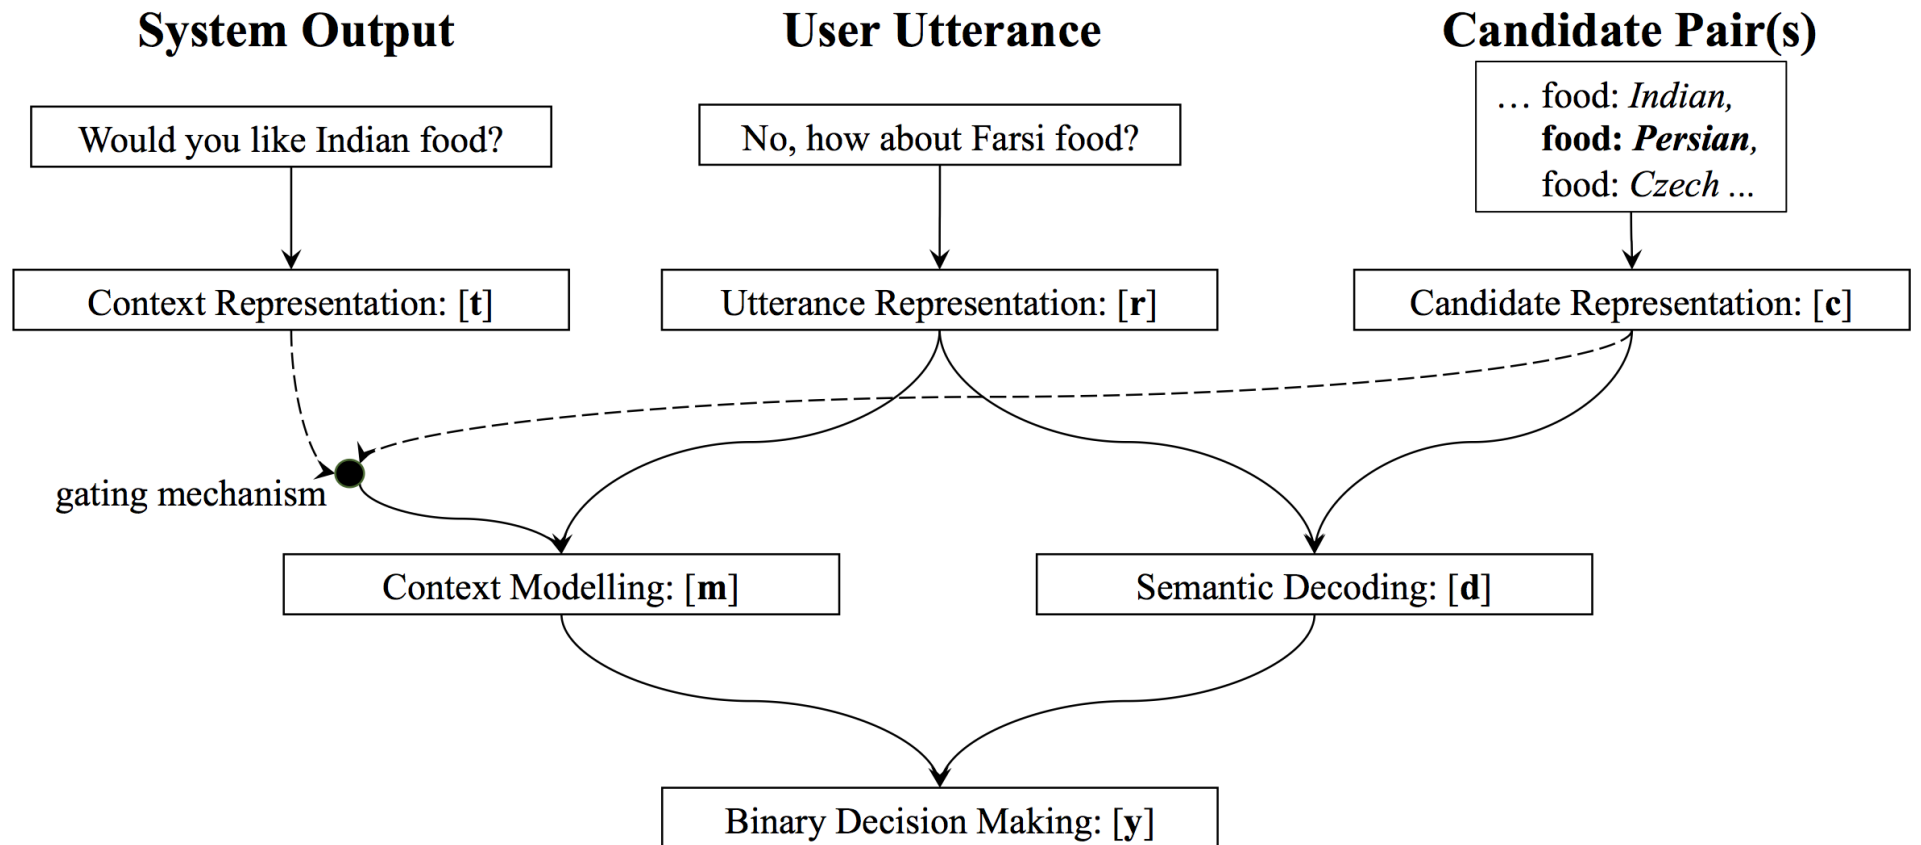 System Output
User Utterance
Candidate Pair(s)
Would you like Indian food?
No, how about Farsi food?
… food: Indian,
food: Persian,
food: Czech ...
Context Representation: [t]
Utterance Representation: [r]
Candidate Representation: [c]
gating mechanism
Context Modelling: [m]
Semantic Decoding: [d]
Binary Decision Making: [y]